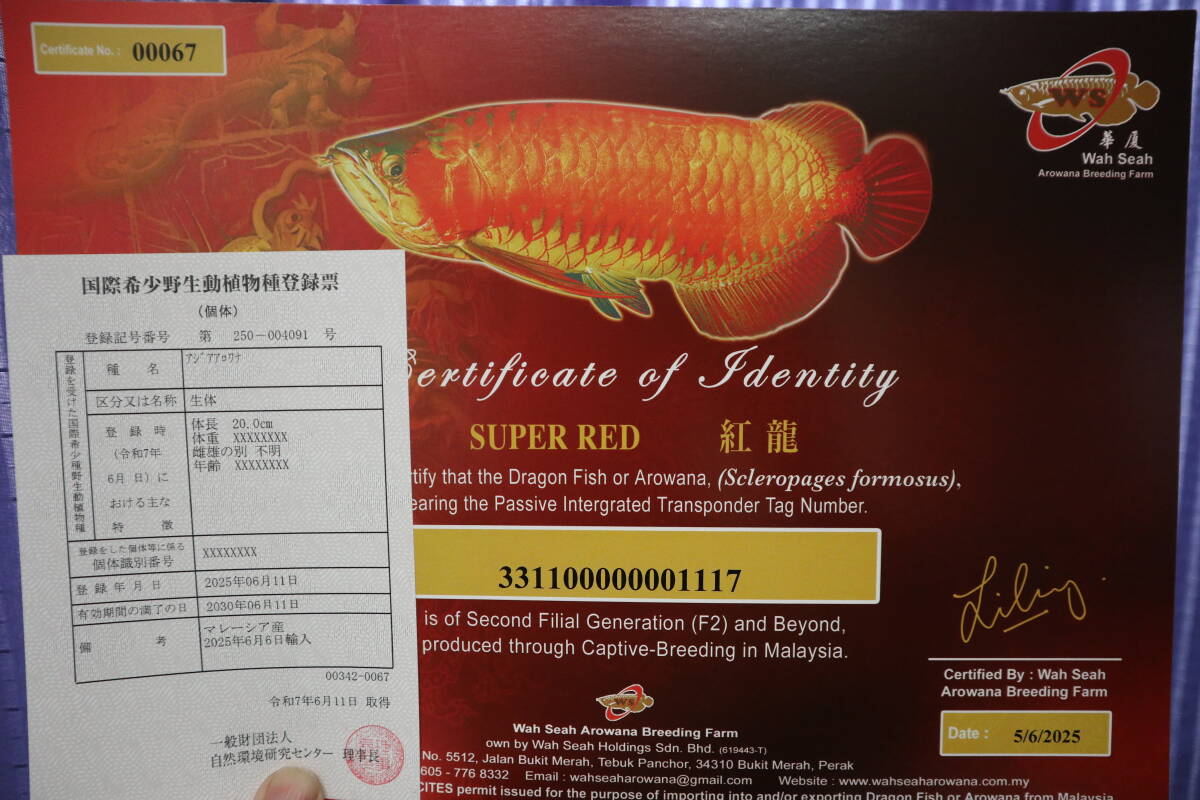 Certificate No. : 00067
WS
華廈
Wah Seah
Arowana Breeding Farm
Certificate of Identity
SUPER RED 紅龍
tify that the Dragon Fish or Arowana, (Scleropages formosus),
earing the Passive Intergrated Transponder Tag Number.
331100000001117
is of Second Filial Generation (F2) and Beyond,
produced through Captive-Breeding in Malaysia.
Certified By : Wah Seah
Arowana Breeding Farm
Date : 5/6/2025
WS
Wah Seah Arowana Breeding Farm
own by Wah Seah Holdings Sdn. Bhd. (619443-T)
No. 5512, Jalan Bukit Merah, Tebuk Panchor, 34310 Bukit Merah, Perak
605 - 776 8332 Email : wahseaharowana@gmail.com Website : www.wahseaharowana.com.my
CITES permit issued for the purpose of importing into and/or exporting Dragon Fish or Arowana from Malaysia
国際希少野生動植物種登録票
(個体)
登録記号番号 第 250-004091 号
登録を受けた国際希少野生動植物種
種名 アジアアロワナ
区分又は名称 生体
登録時
(令和7年
6月 日)に
おける主な
特徴
体長 20.0cm
体重 XXXXXXXX
雌雄の別 不明
年齢 XXXXXXXX
登録をした個体等に係る
個体識別番号 XXXXXXXX
登録年月日 2025年06月11日
有効期間の満了の日 2030年06月11日
備考 マレーシア産
2025年6月6日輸入
00342-0067
令和7年6月11日 取得
一般財団法人
自然環境研究センター 理事長